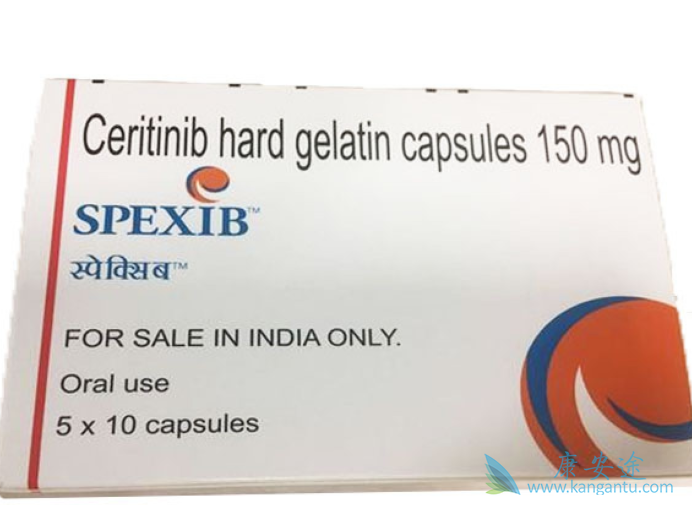 Ceritinib hard gelatin capsules 150 mg
SPEXIB™
स्पेक्सिब™
FOR SALE IN INDIA ONLY.
Oral use
5 x 10 capsules
康安途
www.kangantu.com